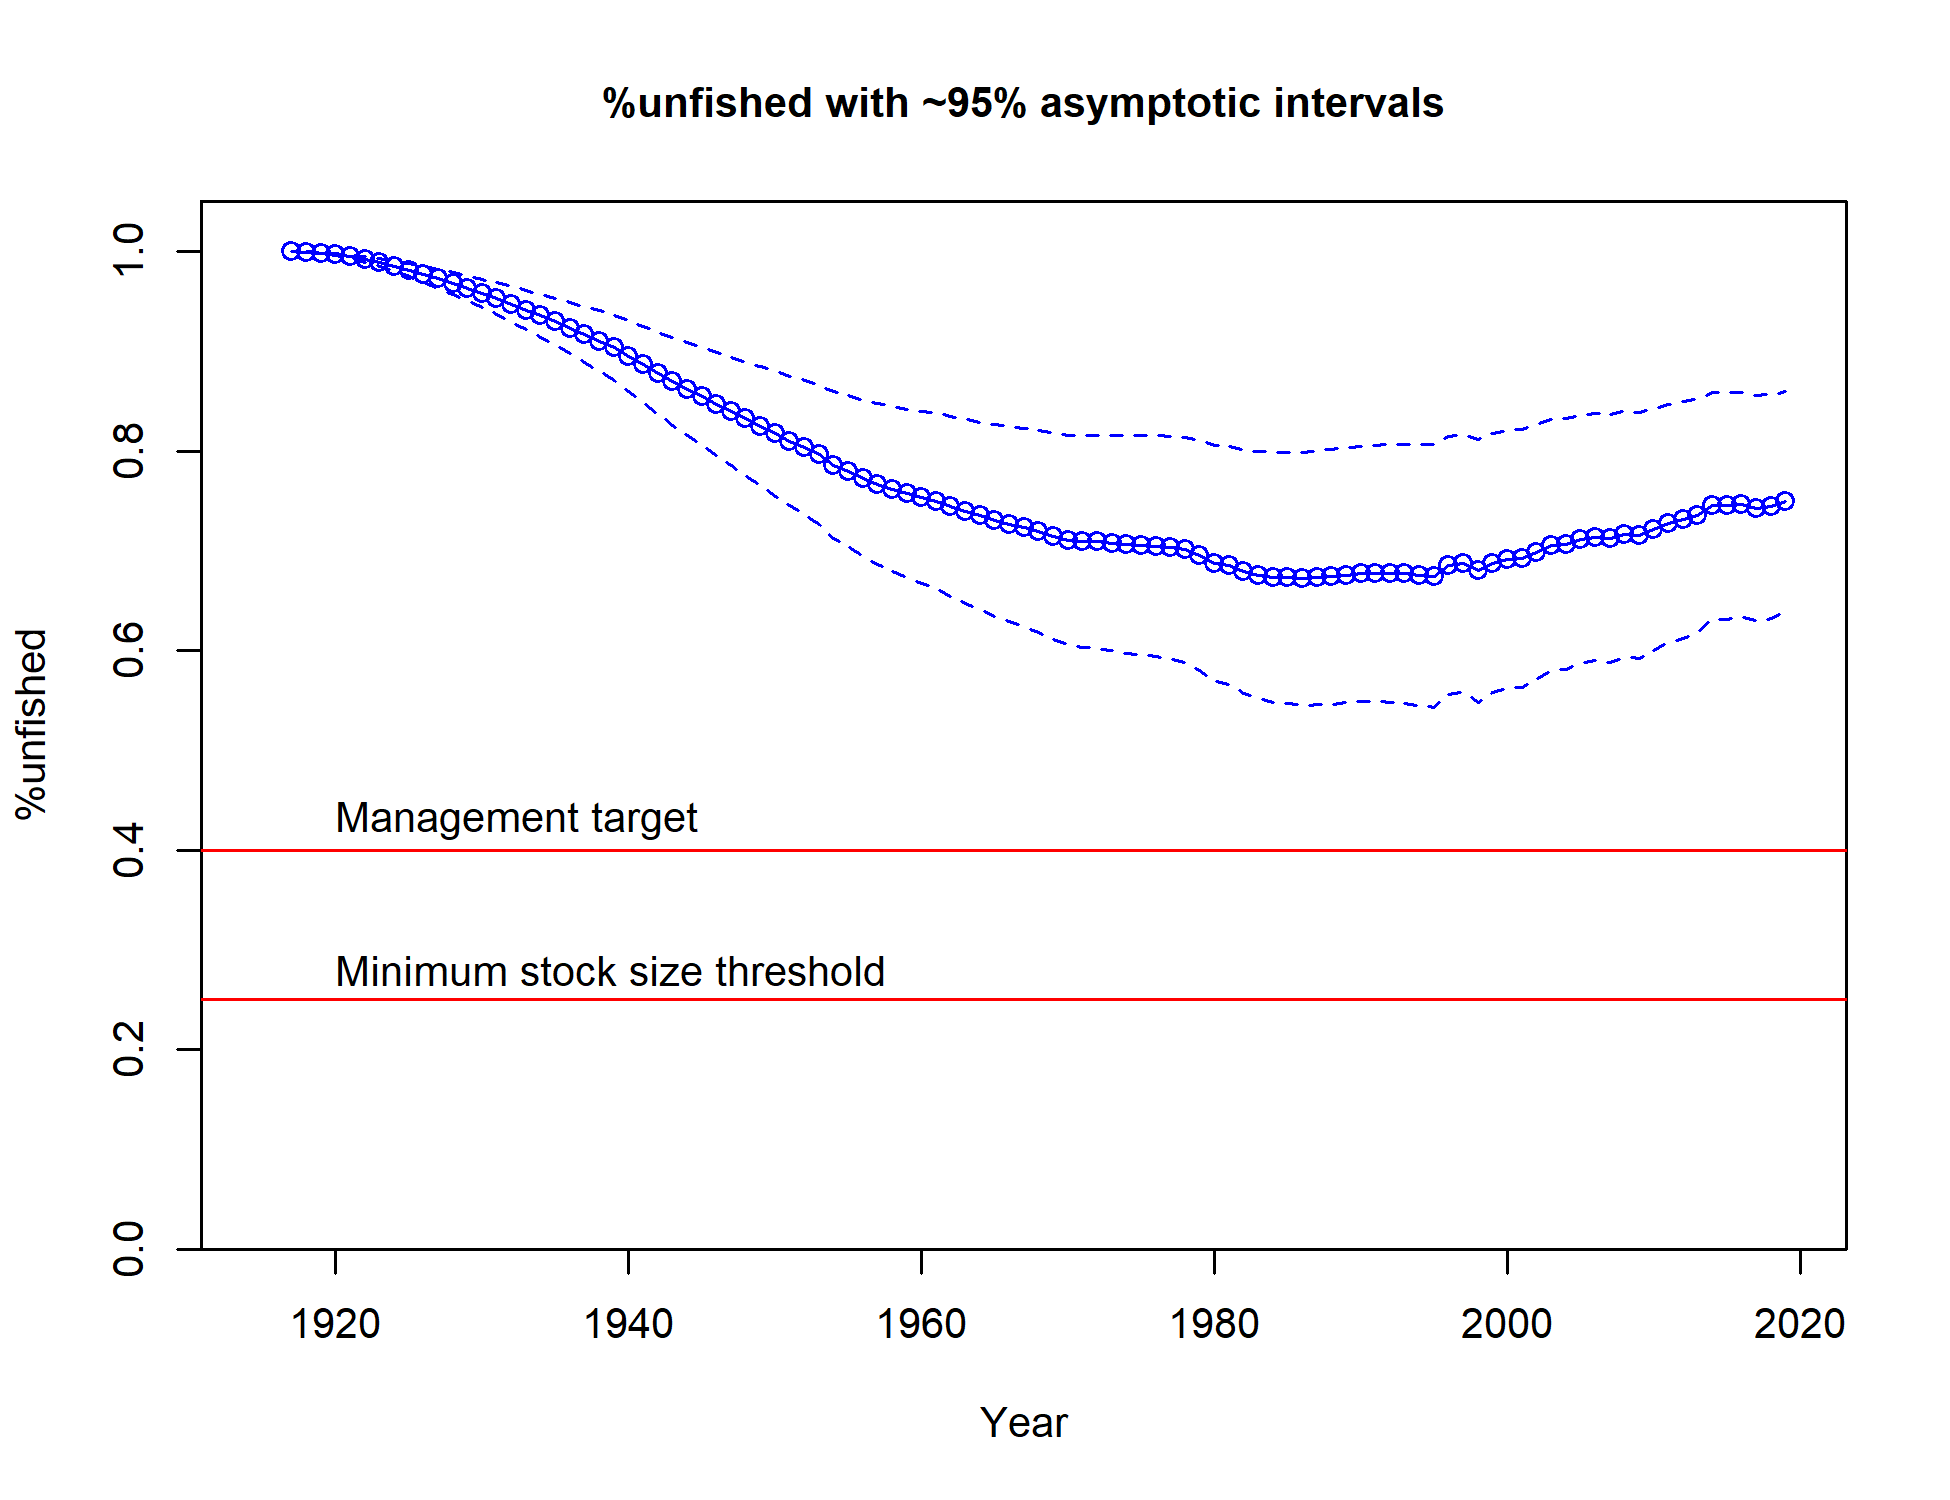 %unfished with ~95% asymptotic intervals
1.0
0.8
0.6
0.4
0.2
0.0
%unfished
Management target
Minimum stock size threshold
1920 1940 1960 1980 2000 2020
Year